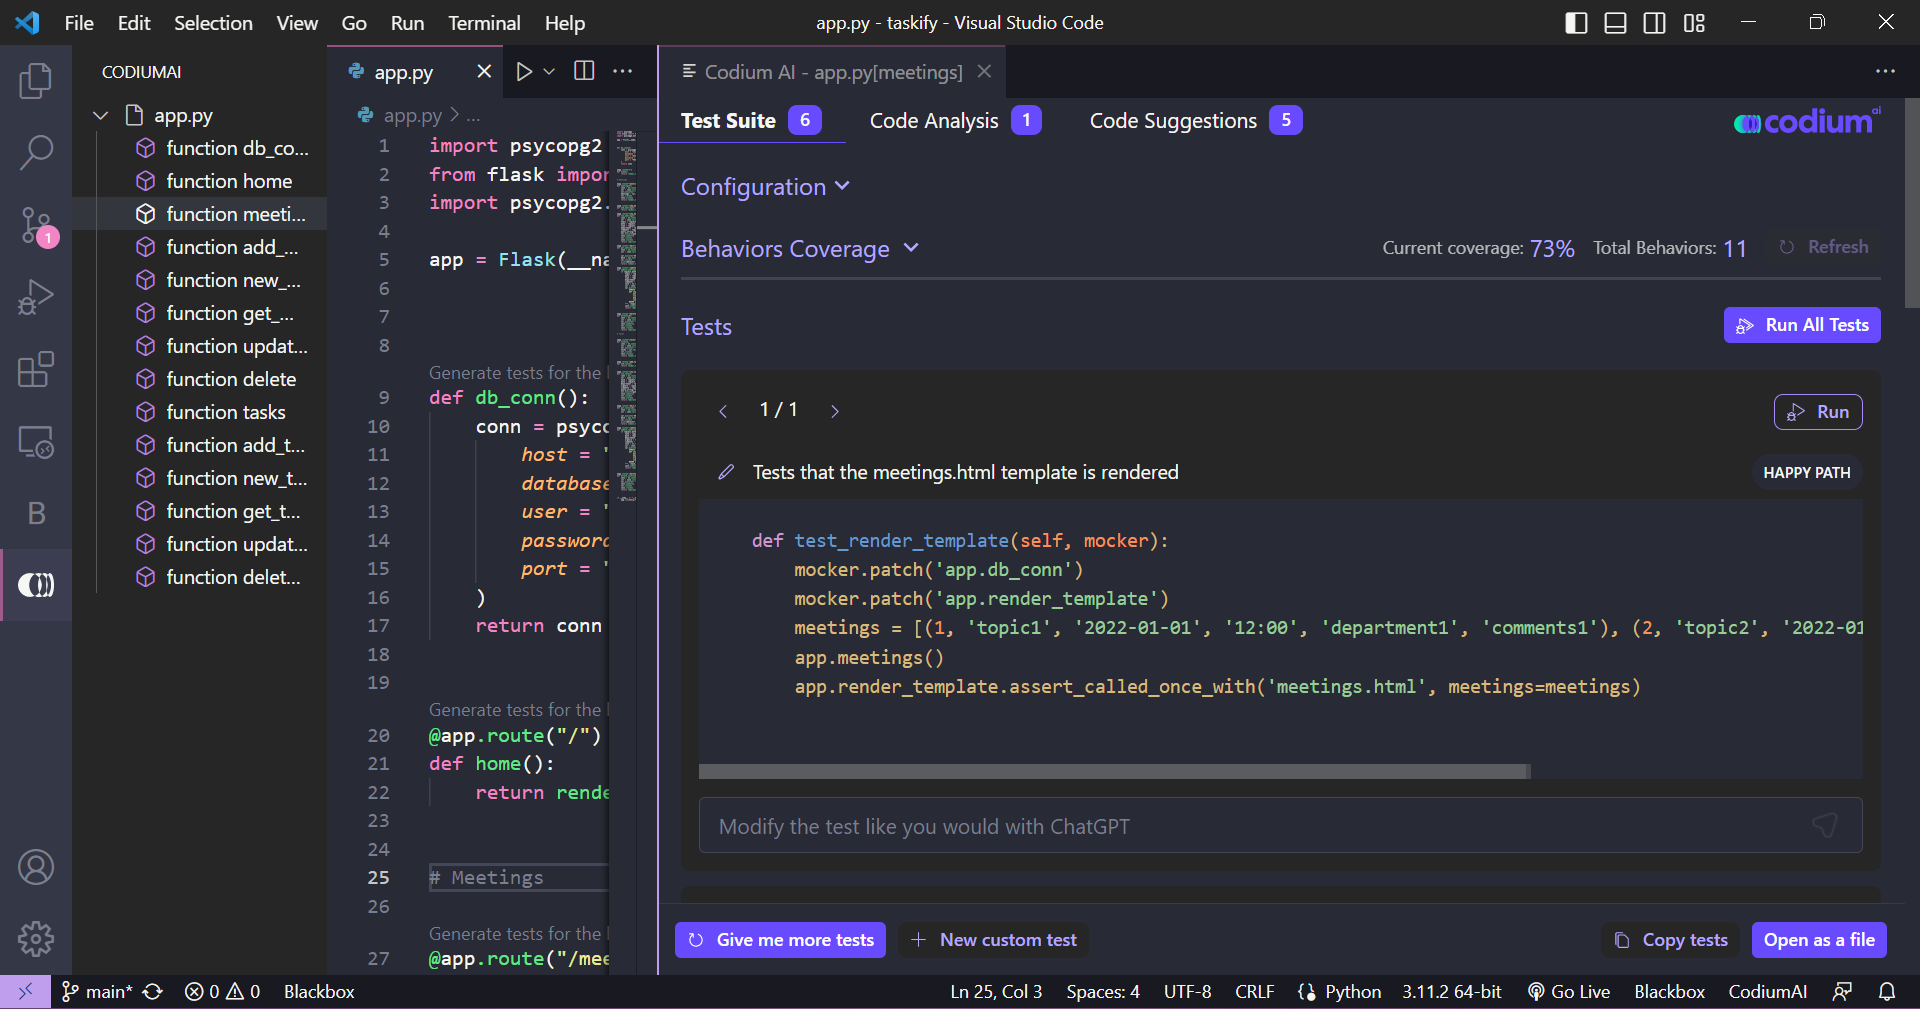 File Edit Selection View Go Run Terminal Help
app.py - taskify - Visual Studio Code
CODIUMAI
app.py
function db_co...
function home
function meeti...
function add_...
function new_...
function get_...
function updat...
function delete
function tasks
function add_t...
function new_t...
function get_t...
function updat...
function delet...
1
B
app.py
app.py > ...
1 import psycopg2
2 from flask impor
3 import psycopg2.
4
5 app = Flask(__na
6
7
8
Generate tests for the
9 def db_conn():
10 conn = psyco
11 host = '
12 database
13 user = '
14 password
15 port = '
16 )
17 return conn
18
19
Generate tests for the
20 @app.route("/")
21 def home():
22 return rende
23
24
25 # Meetings
26
Generate tests for the
27 @app.route("/mee
Codium AI - app.py[meetings]
Test Suite 6 Code Analysis 1 Code Suggestions 5
codium ai
Configuration
Behaviors Coverage Current coverage: 73% Total Behaviors: 11 Refresh
Tests Run All Tests
1 / 1 Run
Tests that the meetings.html template is rendered HAPPY PATH
def test_render_template(self, mocker):
mocker.patch('app.db_conn')
mocker.patch('app.render_template')
meetings = [(1, 'topic1', '2022-01-01', '12:00', 'department1', 'comments1'), (2, 'topic2', '2022-01
app.meetings()
app.render_template.assert_called_once_with('meetings.html', meetings=meetings)
Modify the test like you would with ChatGPT
Give me more tests + New custom test Copy tests Open as a file
main* 0 0 Blackbox Ln 25, Col 3 Spaces: 4 UTF-8 CRLF Python 3.11.2 64-bit Go Live Blackbox CodiumAI